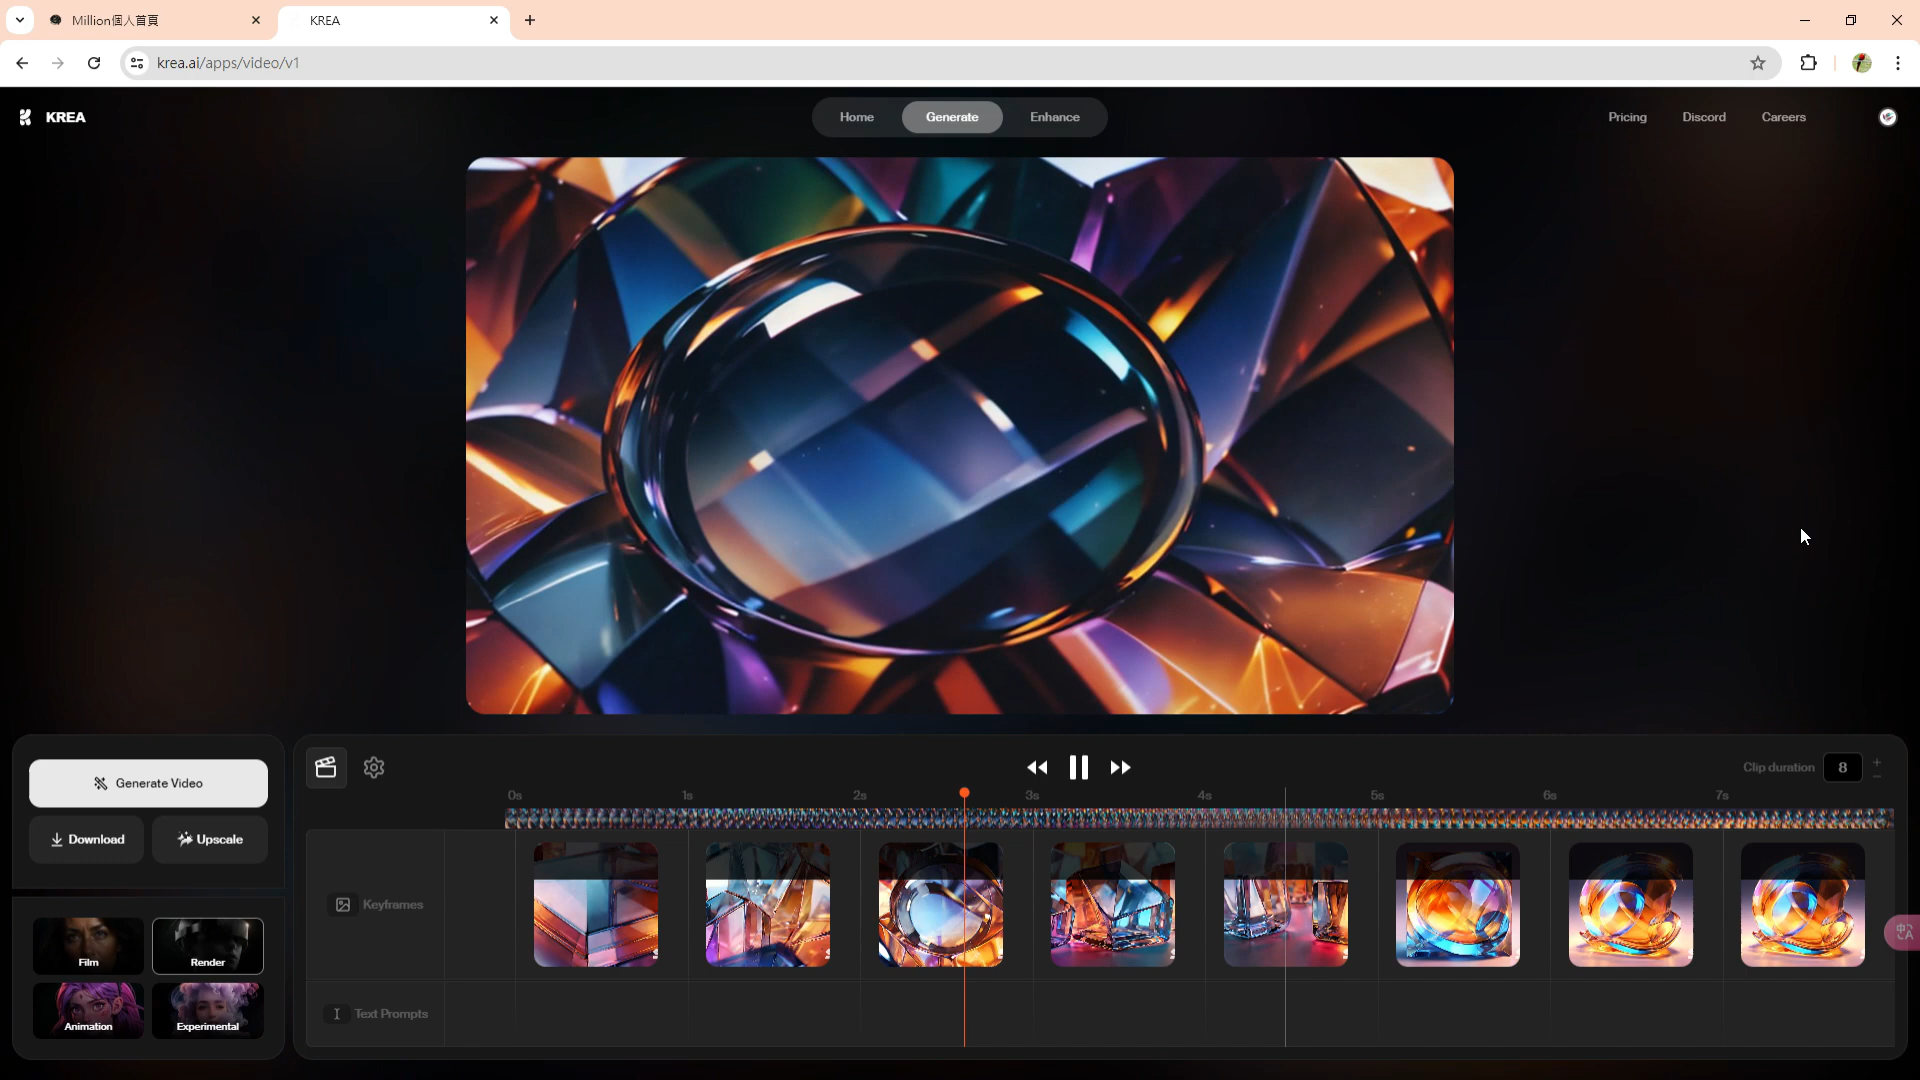 Million個人首頁
KREA
krea.ai/apps/video/v1
KREA
Home
Generate
Enhance
Pricing
Discord
Careers
Generate Video
Download
Upscale
Film
Render
Animation
Experimental
Clip duration
8
0s
1s
2s
3s
4s
5s
6s
7s
Keyframes
Text Prompts
中
A